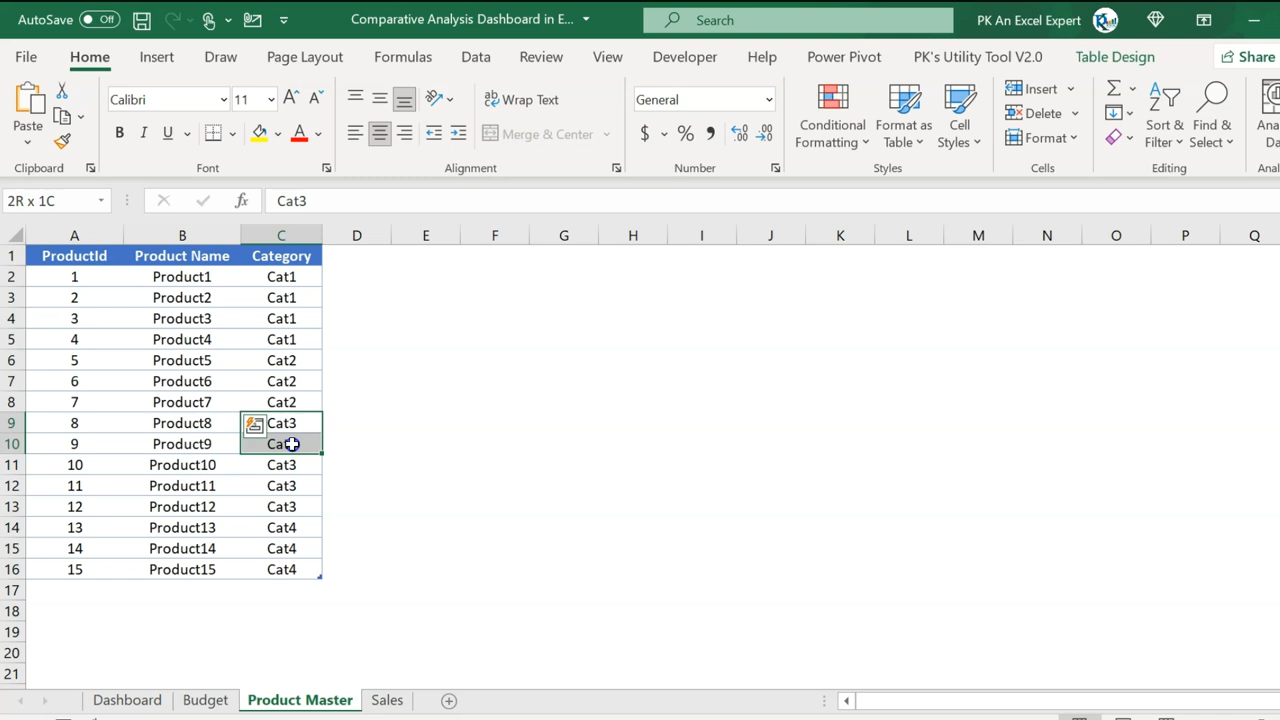 AutoSave Off Comparative Analysis Dashboard in E... Search PK An Excel Expert
File Home Insert Draw Page Layout Formulas Data Review View Developer Help Power Pivot PK's Utility Tool V2.0 Table Design Share
Paste Calibri 11 Wrap Text General Conditional Formatting Format as Table Cell Styles Insert Sort & Filter Find & Select
B I U Merge & Center $ % Delete
Format
Clipboard Font Alignment Number Styles Cells Editing
2R x 1C fx Cat3
A B C D E F G H I J K L M N O P Q
1 ProductId Product Name Category
2 1 Product1 Cat1
3 2 Product2 Cat1
4 3 Product3 Cat1
5 4 Product4 Cat1
6 5 Product5 Cat2
7 6 Product6 Cat2
8 7 Product7 Cat2
9 8 Product8 Cat3
10 9 Product9
11 10 Product10 Cat3
12 11 Product11 Cat3
13 12 Product12 Cat3
14 13 Product13 Cat4
15 14 Product14 Cat4
16 15 Product15 Cat4
17
18
19
20
21
Dashboard Budget Product Master Sales